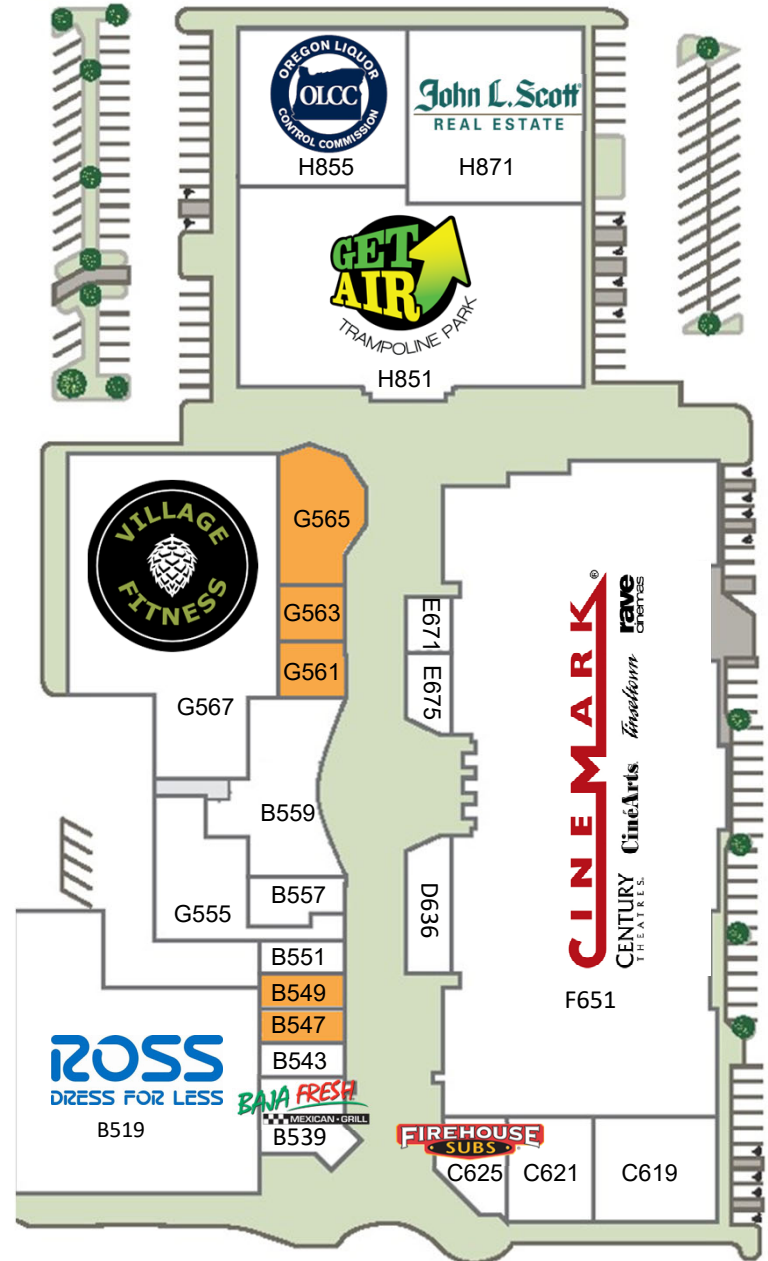 OREGON LIQUOR
OLCC
CONTROL COMMISSION
H855
John L. Scott®
REAL ESTATE
H871
GET
AIR
TRAMPOLINE PARK
H851
VILLAGE
FITNESS
G567
G565
G563
G561
E671
E675
B559
G555
B557
D636
CINEMARK®
rave
cinemas
Tinseltown
CinéArts
CENTURY
THEATRES.
F651
B551
B549
B547
B543
ROSS
DRESS FOR LESS
B519
BAJA FRESH
MEXICAN • GRILL
B539
FIREHOUSE
SUBS
C625
C621
C619